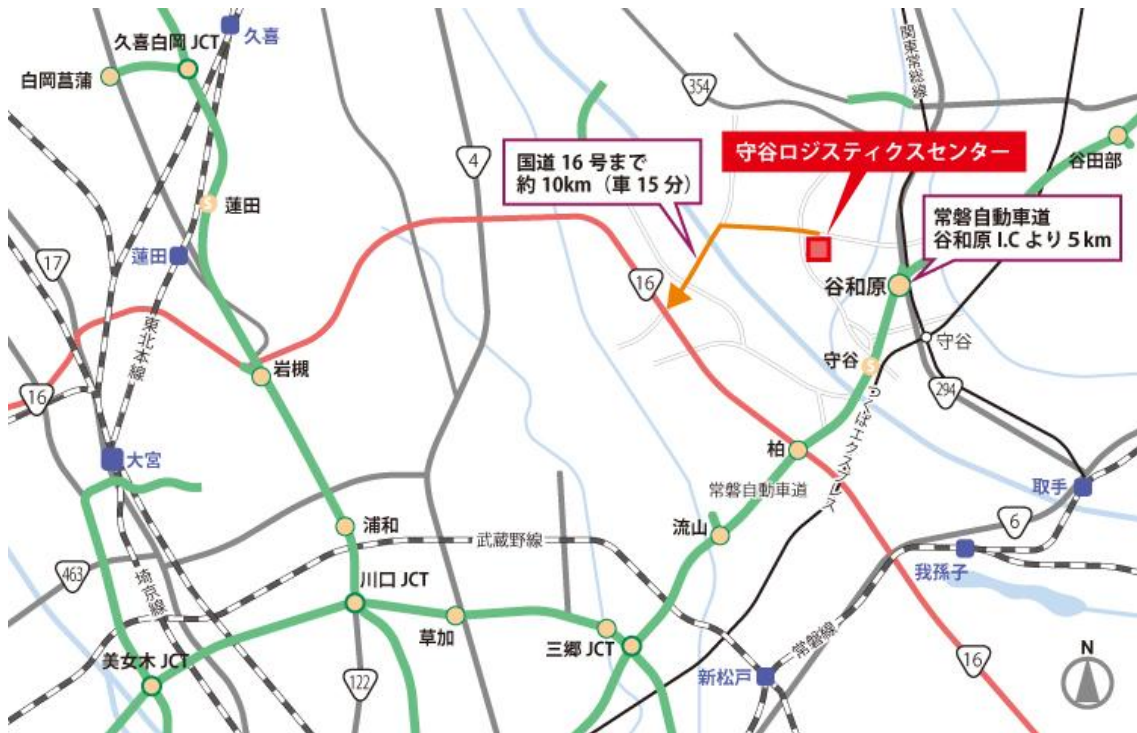 久喜白岡 JCT
久喜
白岡菖蒲
関東常総線
354
谷田部
守谷ロジスティクスセンター
国道 16 号まで
約 10km（車 15 分）
4
常磐自動車道
谷和原 I.C より 5km
S
蓮田
蓮田
17
16
谷和原
東北本線
守谷
守谷
S
岩槻
16
294
つくばエクスプレス
柏
大宮
常磐自動車道
取手
浦和
流山
6
武蔵野線
我孫子
463
川口 JCT
埼京線
草加
三郷 JCT
常磐線
美女木 JCT
新松戸
122
16
N